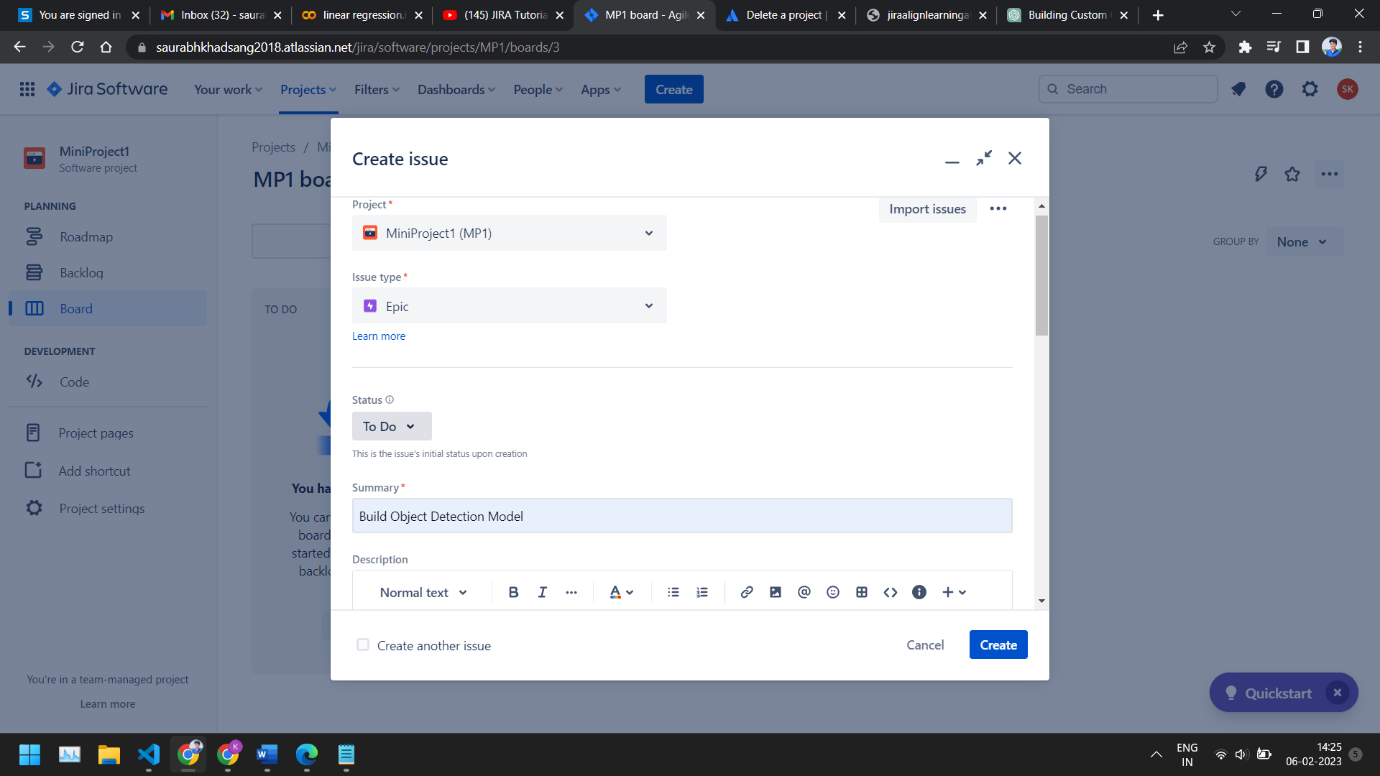 You are signed in
Inbox (32) - saura
linear regression.
(145) JIRA Tutoria
MP1 board - Agil
Delete a project |
jiraalignlearninga
Building Custom
saurabhkhadsang2018.atlassian.net/jira/software/projects/MP1/boards/3
Jira Software
Your work
Projects
Filters
Dashboards
People
Apps
Create
Search
SK
MiniProject1
Software project
PLANNING
Roadmap
Backlog
Board
DEVELOPMENT
Code
Project pages
Add shortcut
Project settings
You're in a team-managed project
Learn more
Projects / Mi
MP1 boa
GROUP BY None
TO DO
You ha
You can
board
started
backlo
Create issue
Project *
Import issues
MiniProject1 (MP1)
Issue type *
Epic
Learn more
Status
To Do
This is the issue's initial status upon creation
Summary *
Build Object Detection Model
Description
Normal text
B I ... A
Create another issue
Cancel
Create
Quickstart
ENG
IN
14:25
06-02-2023
5